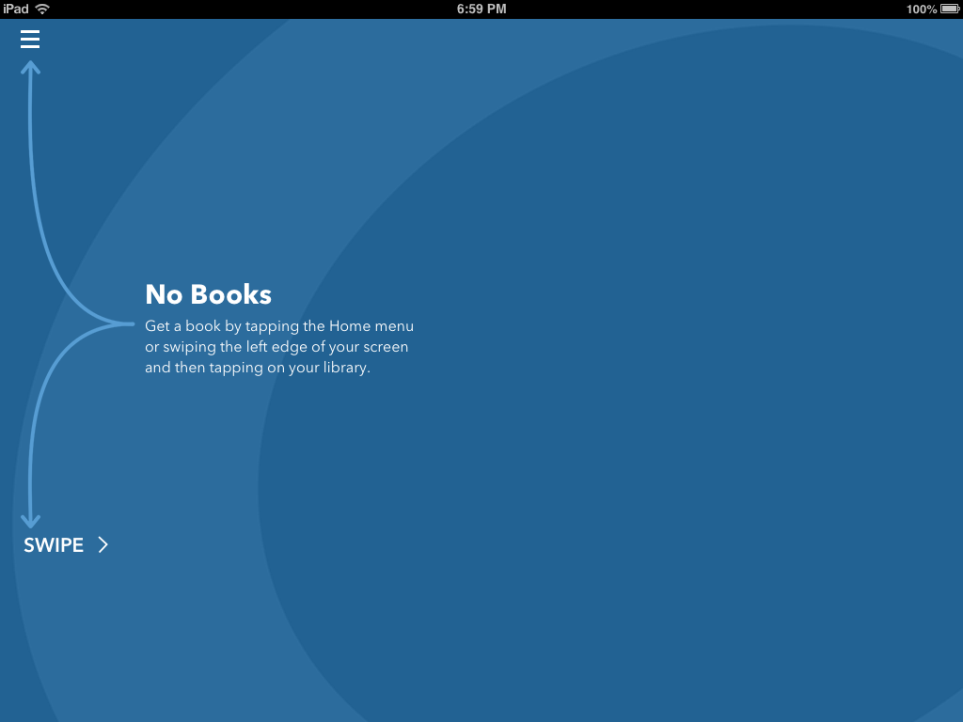 iPad 6:59 PM 100%
No Books
Get a book by tapping the Home menu
or swiping the left edge of your screen
and then tapping on your library.
SWIPE